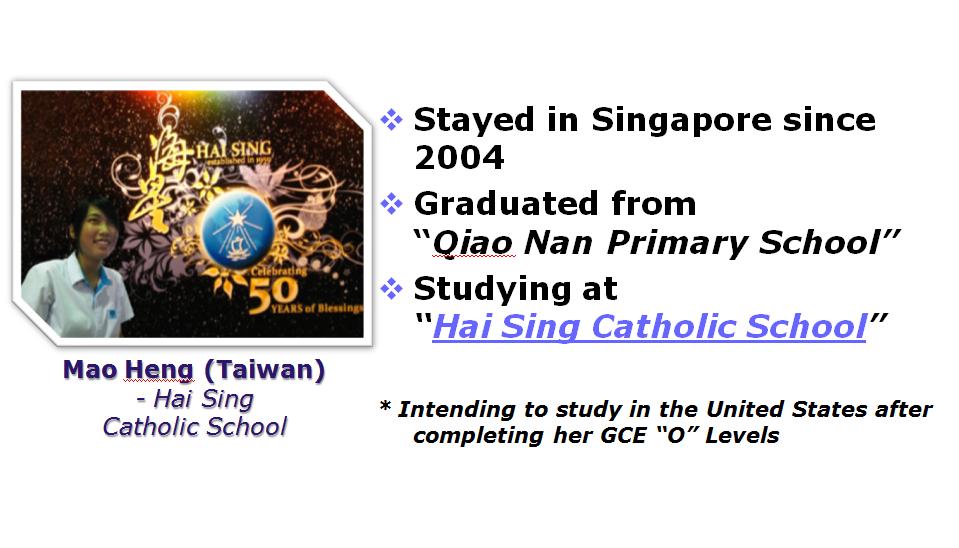 海星
HAI SING
established in 1959
Celebrating
50
YEARS of Blessings
Mao Heng (Taiwan)
- Hai Sing
Catholic School
❖ Stayed in Singapore since
2004
❖ Graduated from
“Qiao Nan Primary School”
❖ Studying at
“Hai Sing Catholic School”
* Intending to study in the United States after
completing her GCE “O” Levels